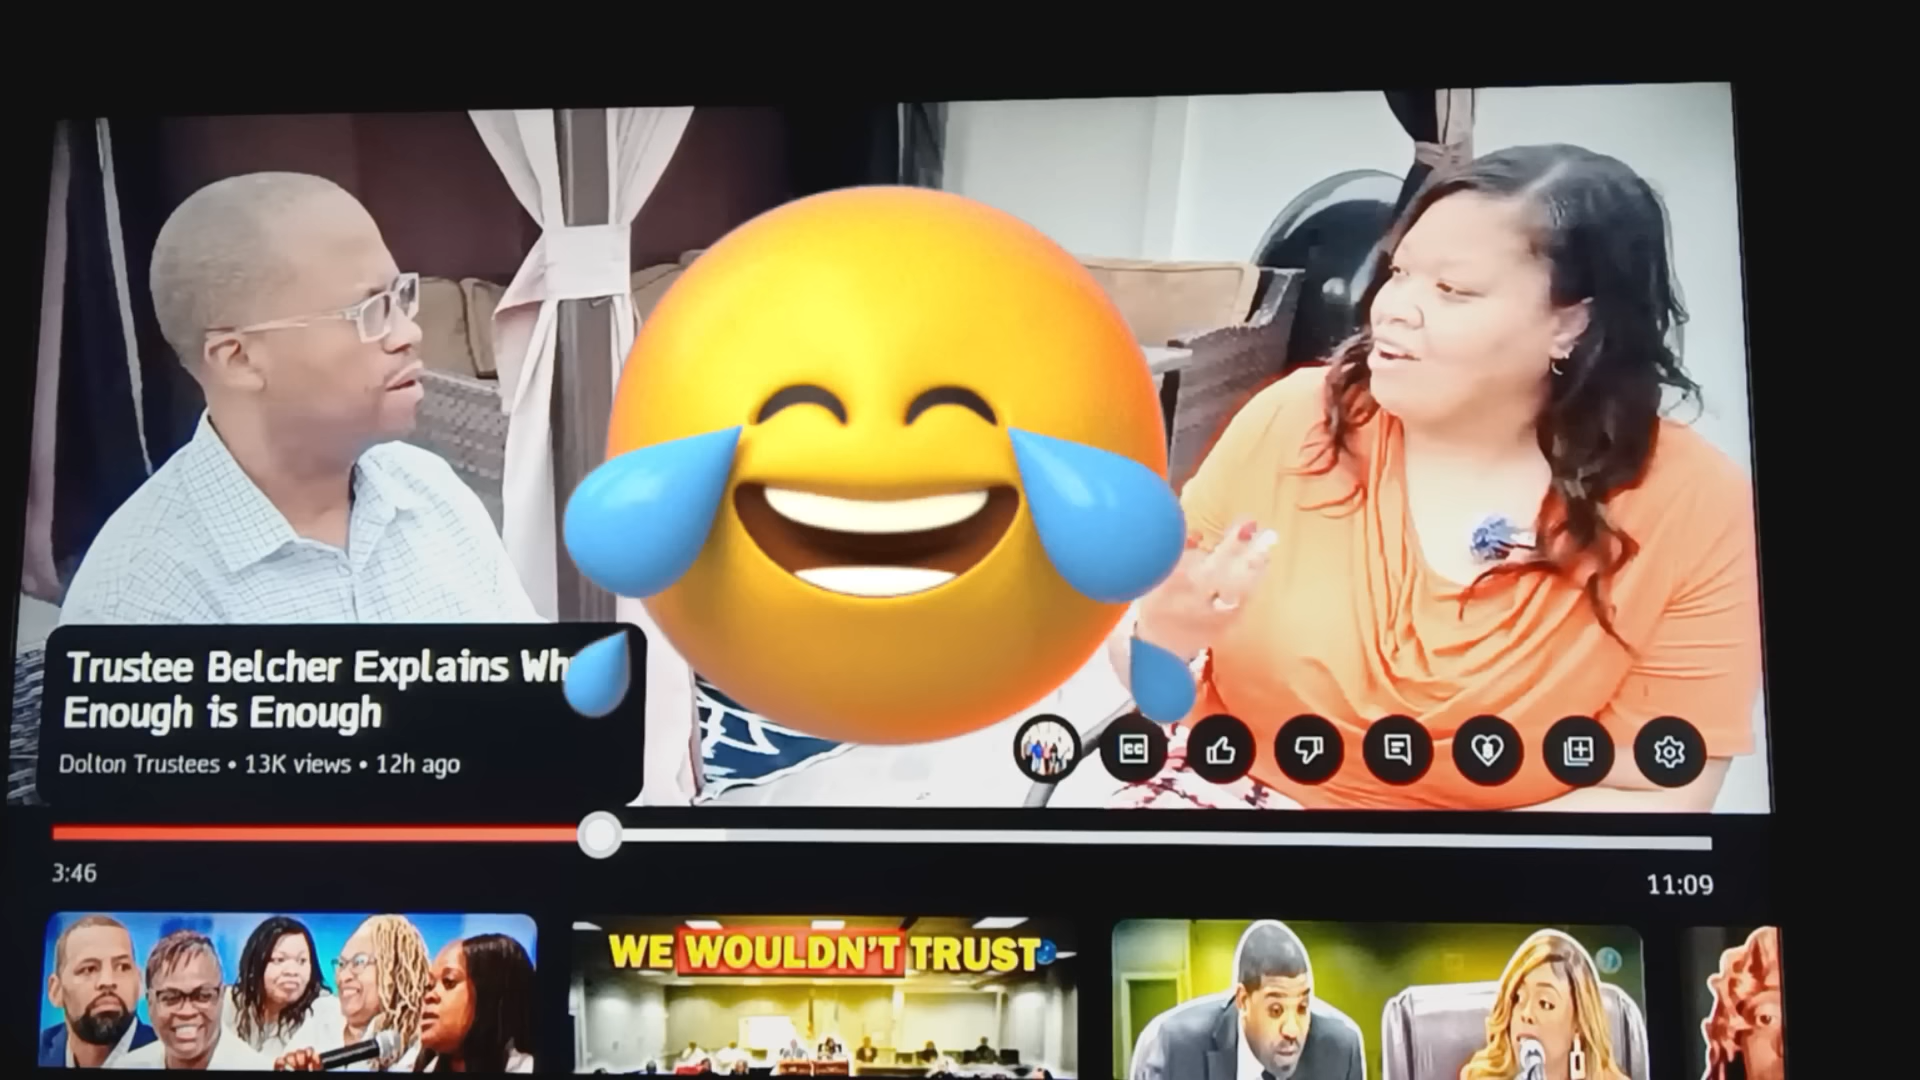 Trustee Belcher Explains Wh
Enough is Enough
Dolton Trustees • 13K views • 12h ago
CC
3:46
11:09
WE WOULDN'T TRUST